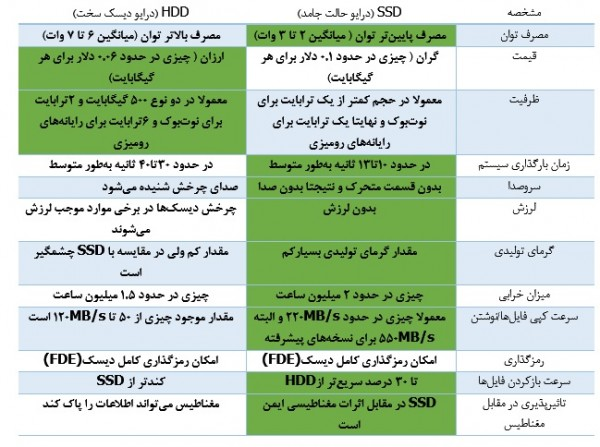 مشخصه SSD (درایو حالت جامد) HDD (درایو دیسک سخت)
مصرف توان مصرف پایین‌تر توان ( میانگین ۲ تا ۳ وات) مصرف بالاتر توان ( میانگین ۶ تا ۷ وات)
قیمت گران ( چیزی در حدود ۰.۱ دلار برای هر ارزان ( چیزی در حدود ۰.۰۶ دلار برای هر
گیگابایت) گیگابایت)
ظرفیت معمولا در حجم کمتر از یک ترابایت برای معمولا در دو نوع ۵۰۰ گیگابایت و ۲ترابایت
نوت‌بوک و نهایتا یک ترابایت برای برای نوت‌بوک و ۶ترابایت برای رایانه‌های
رایانه‌های رومیزی رومیزی
زمان بارگذاری سیستم در حدود ۱۰تا۱۳ ثانیه به‌طور متوسط در حدود ۳۰تا۴۰ ثانیه به‌طور متوسط
سروصدا بدون قسمت متحرک و نتیجتا بدون صدا صدای چرخش شنیده می‌شود
لرزش بدون لرزش چرخش دیسک‌ها در برخی موارد موجب لرزش
می‌شوند
گرمای تولیدی مقدار گرمای تولیدی بسیارکم مقدار کم ولی در مقایسه با SSD چشمگیر
است
میزان خرابی چیزی در حدود ۲ میلیون ساعت چیزی در حدود ۱.۵ میلیون ساعت
سرعت کپی فایل‌ها/نوشتن معمولا چیزی در حدود ۲۲۰MB/s و البته مقدار موجود چیزی از ۵۰ تا ۱۲۰MB/s است
۵۵۰MB/s برای نسخه‌های پیشرفته
رمزگذاری امکان رمزگذاری کامل دیسک(FDE) امکان رمزگذاری کامل دیسک(FDE)
سرعت بازکردن فایل‌ها تا ۳۰ درصد سریع‌تر ازHDD کندتر از SSD
تاثیرپذیری در مقابل SSD در مقابل اثرات مغناطیسی ایمن مغناطیس می‌تواند اطلاعات را پاک کند
مغناطیس است